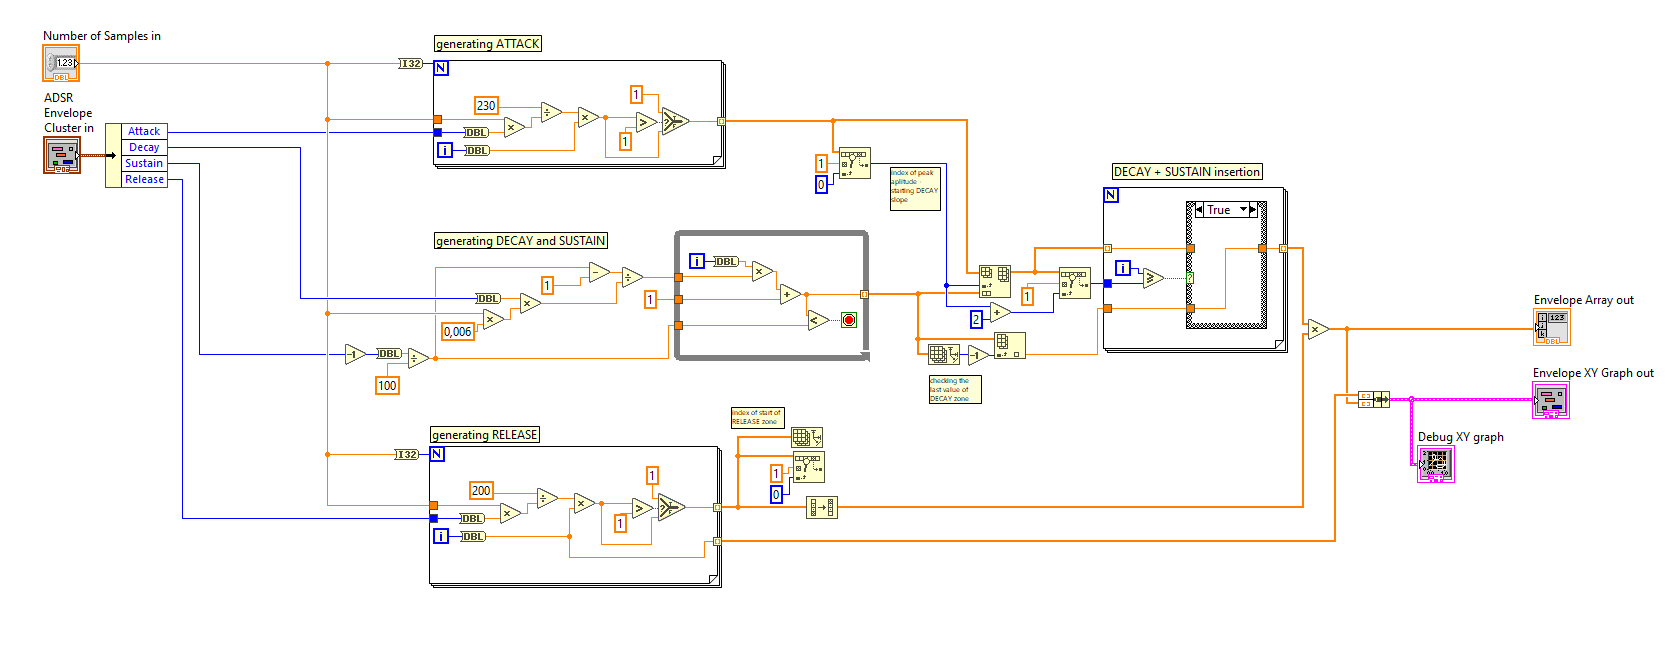 Number of Samples in
1.23
DBL
ADSR
Envelope
Cluster in
Attack
Decay
Sustain
Release
I32
generating ATTACK
N
230
DBL
i
DBL
1
1
1
0
index of peak
aplitude -
starting DECAY
slope
generating DECAY and SUSTAIN
1
DBL
0,006
-1
DBL
100
i
DBL
1
2
1
-1
checking the
last value of
DECAY zone
DECAY + SUSTAIN insertion
N
True
i
?
Envelope Array out
123
DBL
Envelope XY Graph out
Debug XY graph
index of start of
RELEASE zone
1
0
generating RELEASE
I32
N
200
DBL
i
DBL
1
1